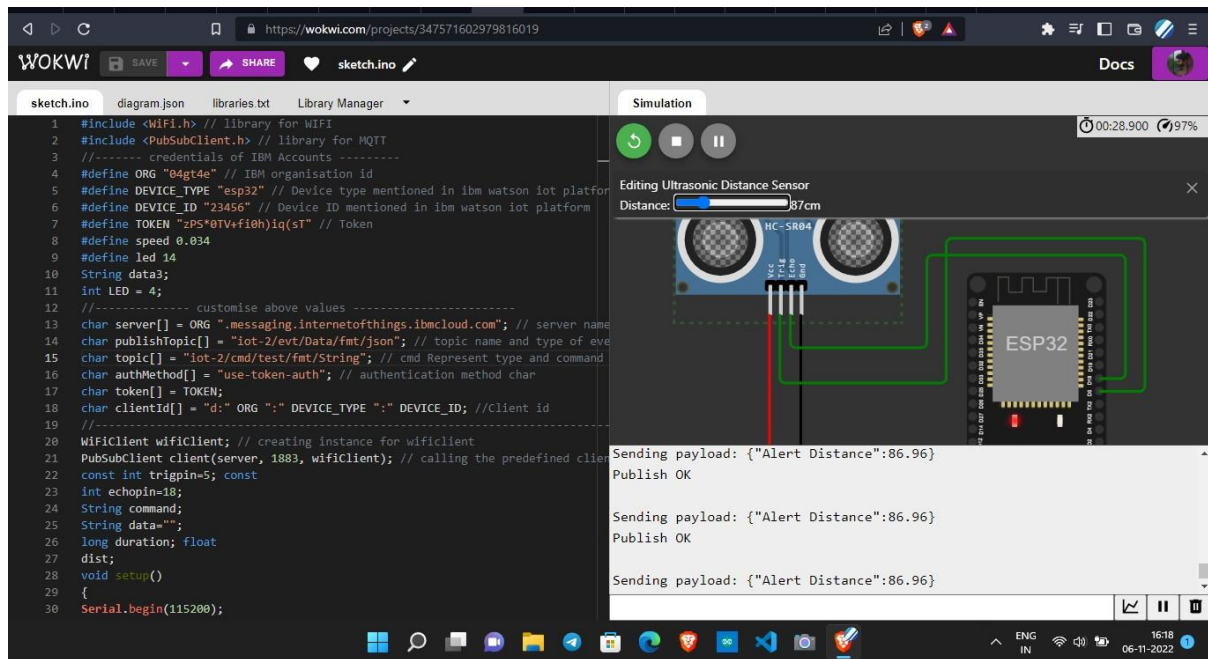 https://wokwi.com/projects/347571602979816019
2
WOKWI
SAVE
SHARE
sketch.ino
Docs
sketch.ino
diagram.json
libraries.txt
Library Manager
Simulation
1 #include <WiFi.h> // library for WIFI
2 #include <PubSubClient.h> // library for MQTT
3 //------- credentials of IBM Accounts ---------
4 #define ORG "04gt4e" // IBM organisation id
5 #define DEVICE_TYPE "esp32" // Device type mentioned in ibm watson iot platfor
6 #define DEVICE_ID "23456" // Device ID mentioned in ibm watson iot platform
7 #define TOKEN "zPS*0TV+fi0h)iq(sT" // Token
8 #define speed 0.034
9 #define led 14
10 String data3;
11 int LED = 4;
12 //-------------- customise above values ------------------------
13 char server[] = ORG ".messaging.internetofthings.ibmcloud.com"; // server name
14 char publishTopic[] = "iot-2/evt/Data/fmt/json"; // topic name and type of eve
15 char topic[] = "iot-2/cmd/test/fmt/String"; // cmd Represent type and command
16 char authMethod[] = "use-token-auth"; // authentication method char
17 char token[] = TOKEN;
18 char clientId[] = "d:" ORG ":" DEVICE_TYPE ":" DEVICE_ID; //Client id
19 //-----------------------------------------------------------------------
20 WiFiClient wifiClient; // creating instance for wificlient
21 PubSubClient client(server, 1883, wifiClient); // calling the predefined clien
22 const int trigpin=5; const
23 int echopin=18;
24 String command;
25 String data="";
26 long duration; float
27 dist;
28 void setup()
29 {
30 Serial.begin(115200);
00:28.900 97%
Editing Ultrasonic Distance Sensor
Distance: 87cm
HC-SR04
Vcc
Trig
Echo
Gnd
ESP32
Sending payload: {"Alert Distance":86.96}
Publish OK
Sending payload: {"Alert Distance":86.96}
Publish OK
Sending payload: {"Alert Distance":86.96}
ENG
IN
16:18
06-11-2022
1